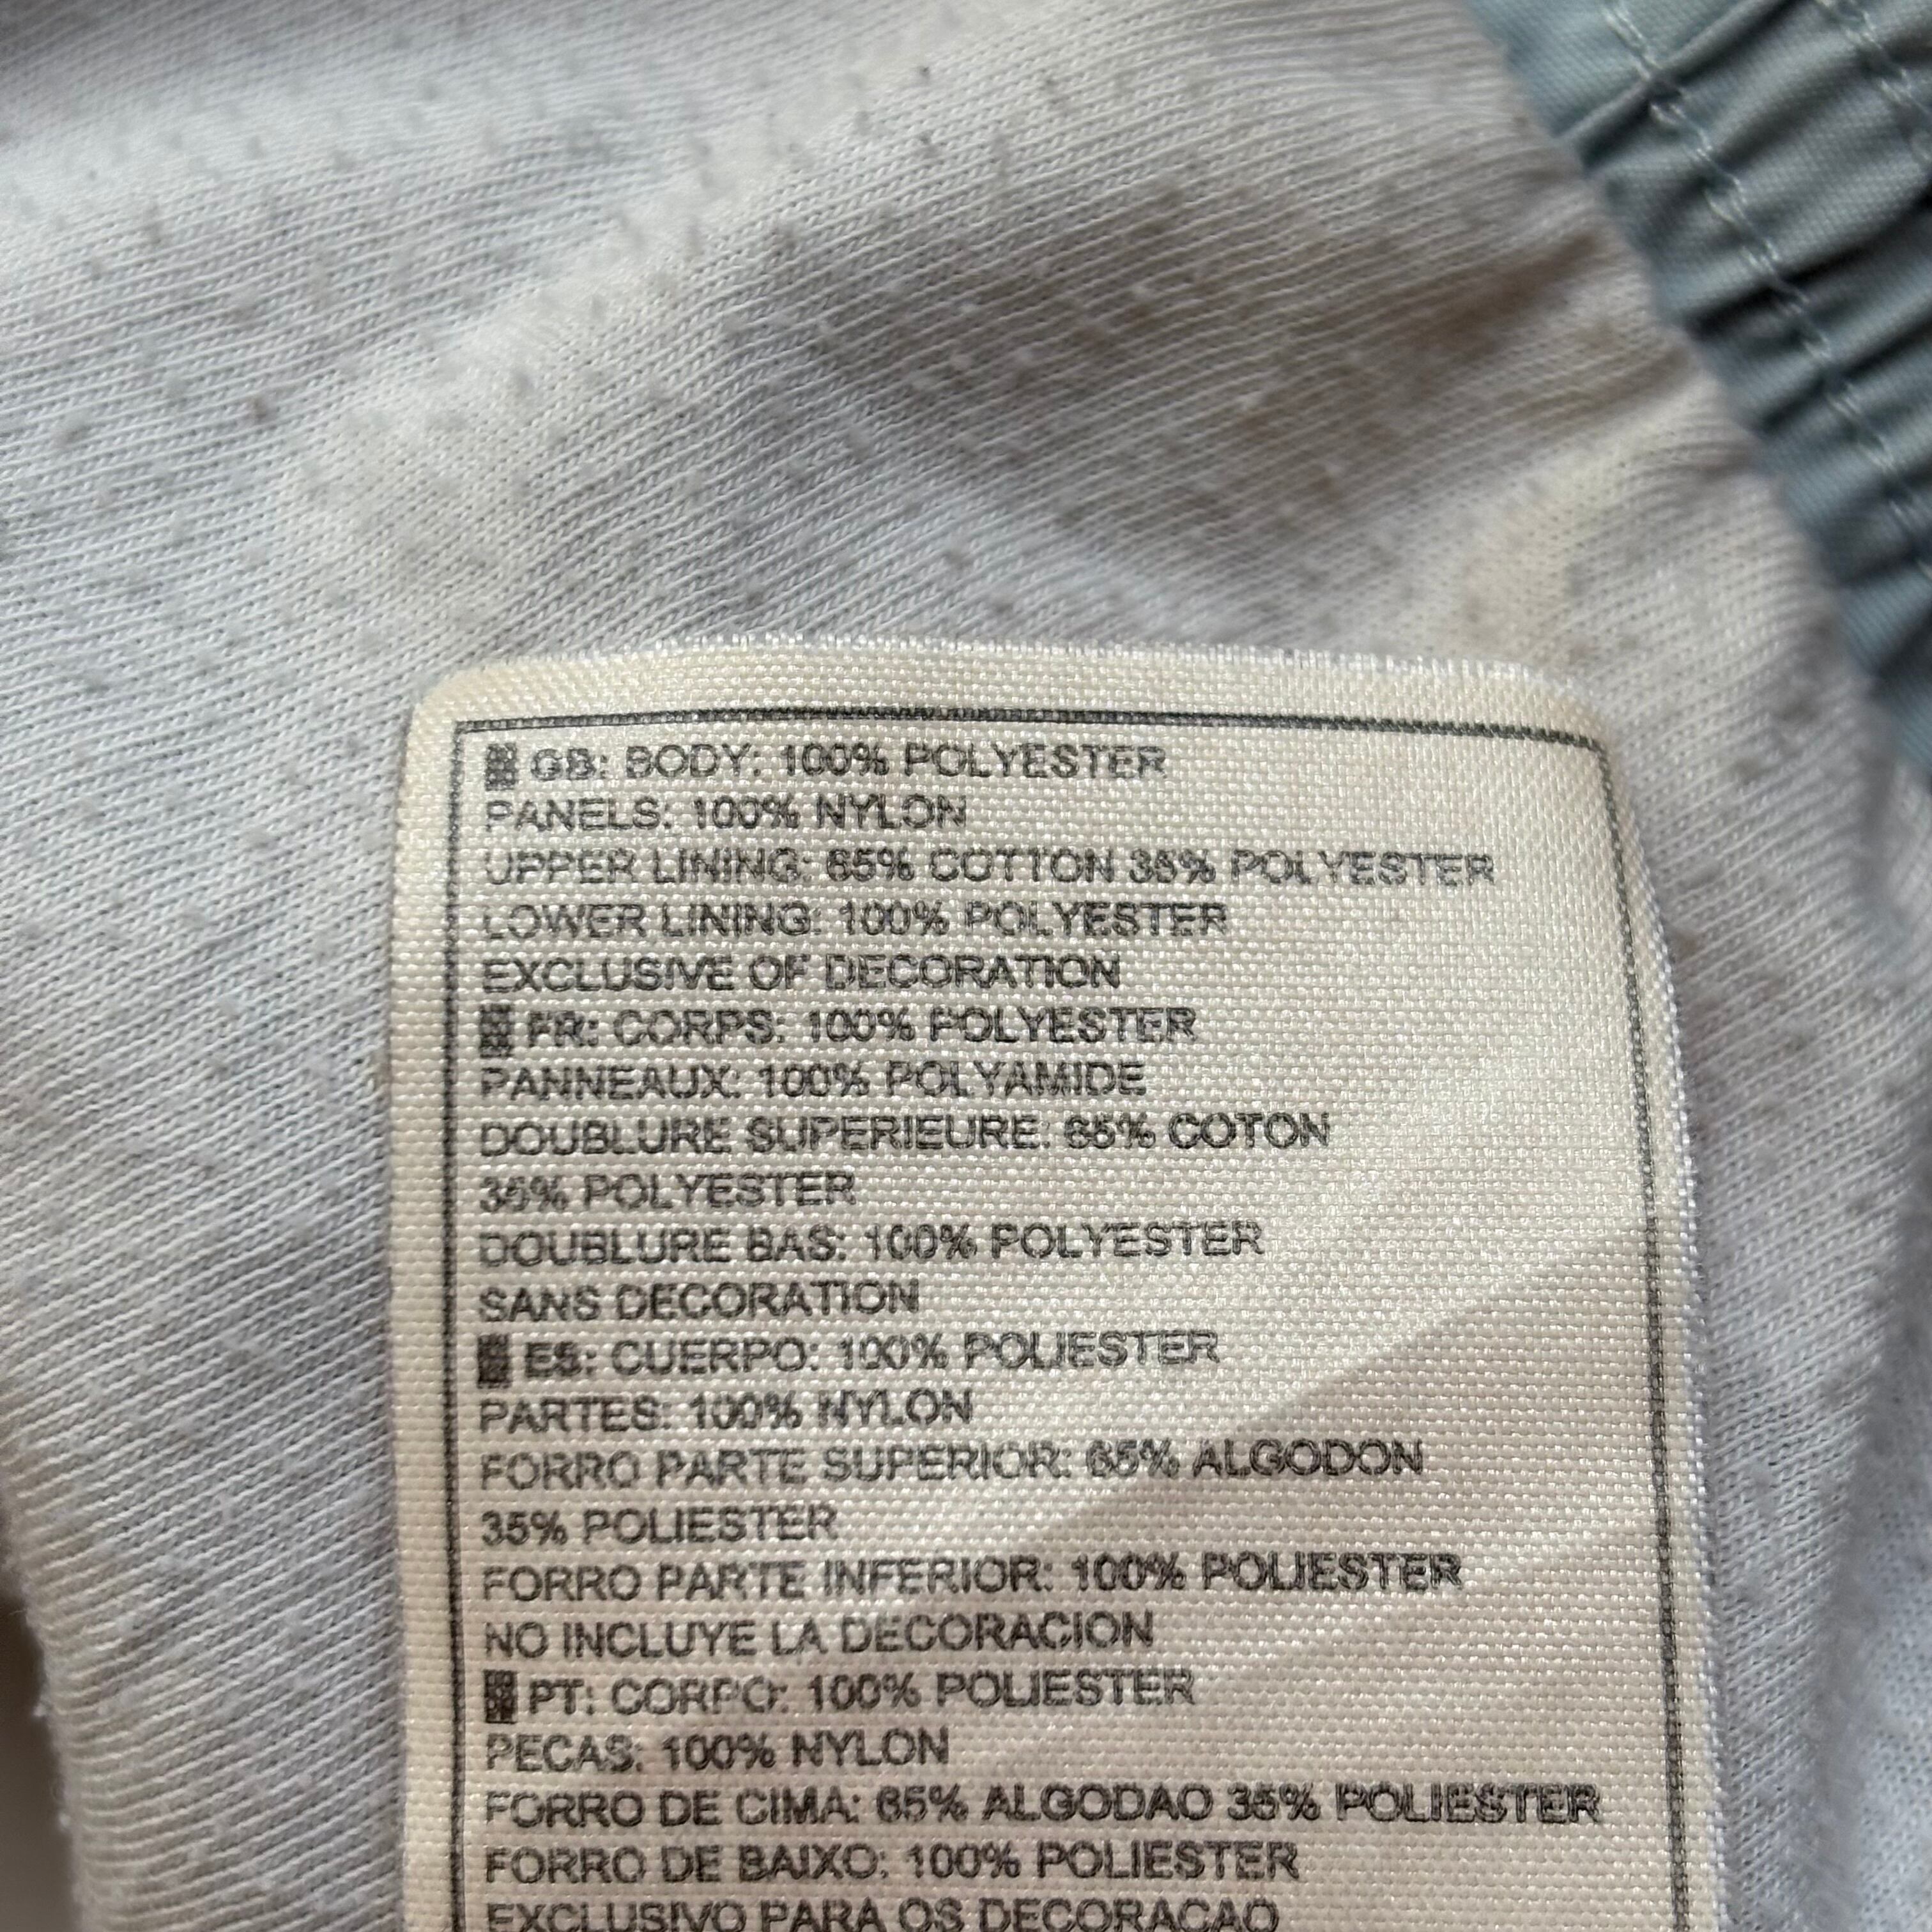 GB: BODY: 100% POLYESTER
PANELS: 100% NYLON
UPPER LINING: 65% COTTON 35% POLYESTER
LOWER LINING: 100% POLYESTER
EXCLUSIVE OF DECORATION
FR: CORPS: 100% POLYESTER
PANNEAUX: 100% POLYAMIDE
DOUBLURE SUPERIEURE: 65% COTON
35% POLYESTER
DOUBLURE BAS: 100% POLYESTER
SANS DECORATION
ES: CUERPO: 100% POLIESTER
PARTES: 100% NYLON
FORRO PARTE SUPERIOR: 65% ALGODON
35% POLIESTER
FORRO PARTE INFERIOR: 100% POLIESTER
NO INCLUYE LA DECORACION
PT: CORPO: 100% POLIESTER
PECAS: 100% NYLON
FORRO DE CIMA: 65% ALGODAO 35% POLIESTER
FORRO DE BAIXO: 100% POLIESTER
EXCLUSIVO PARA OS DECORACAO